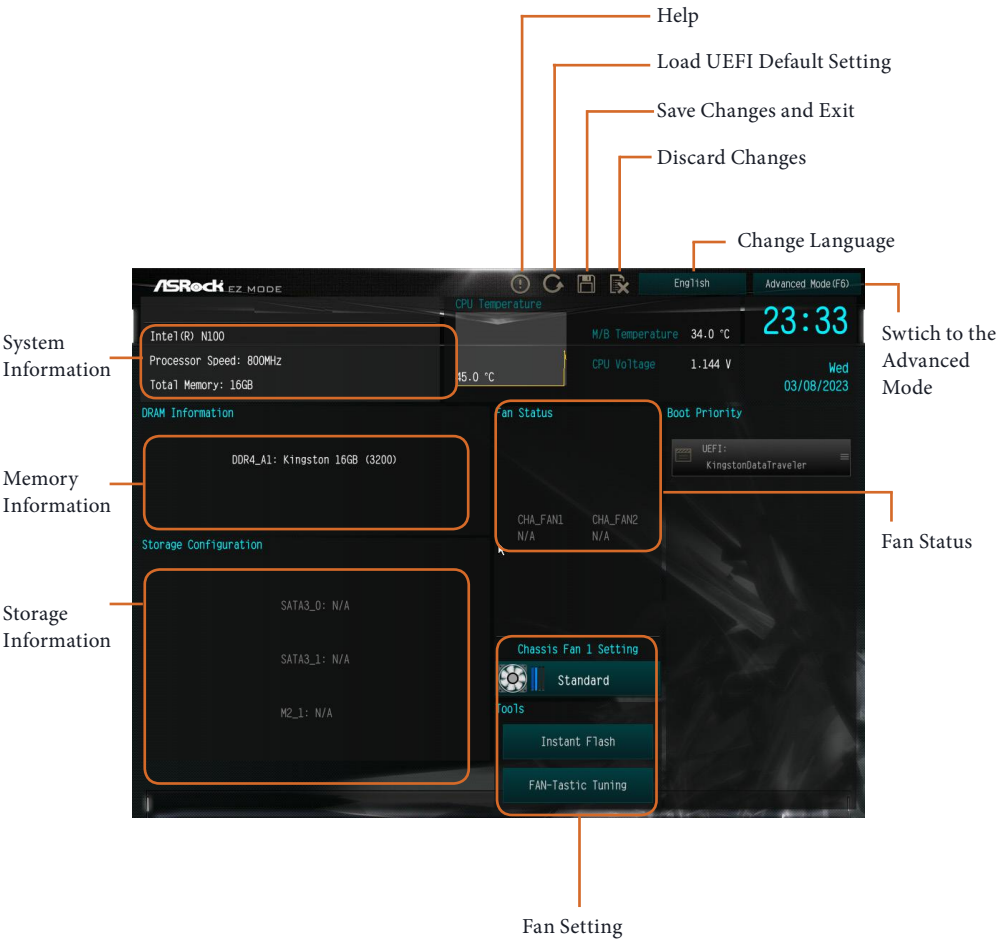 Help
Load UEFI Default Setting
Save Changes and Exit
Discard Changes
Change Language
ASRock EZ MODE
English
Advanced Mode(F6)
CPU Temperature
45.0 °C
M/B Temperature 34.0 °C
CPU Voltage 1.144 V
23:33
Wed
03/08/2023
Swtich to the
Advanced
Mode
System
Information
Intel(R) N100
Processor Speed: 800MHz
Total Memory: 16GB
DRAM Information
Memory
Information
DDR4_A1: Kingston 16GB (3200)
Fan Status
CHA_FAN1 CHA_FAN2
N/A N/A
Boot Priority
UEFI:
KingstonDataTraveler
Fan Status
Storage Configuration
Storage
Information
SATA3_0: N/A
SATA3_1: N/A
M2_1: N/A
Chassis Fan 1 Setting
Standard
Tools
Instant Flash
FAN-Tastic Tuning
Fan Setting